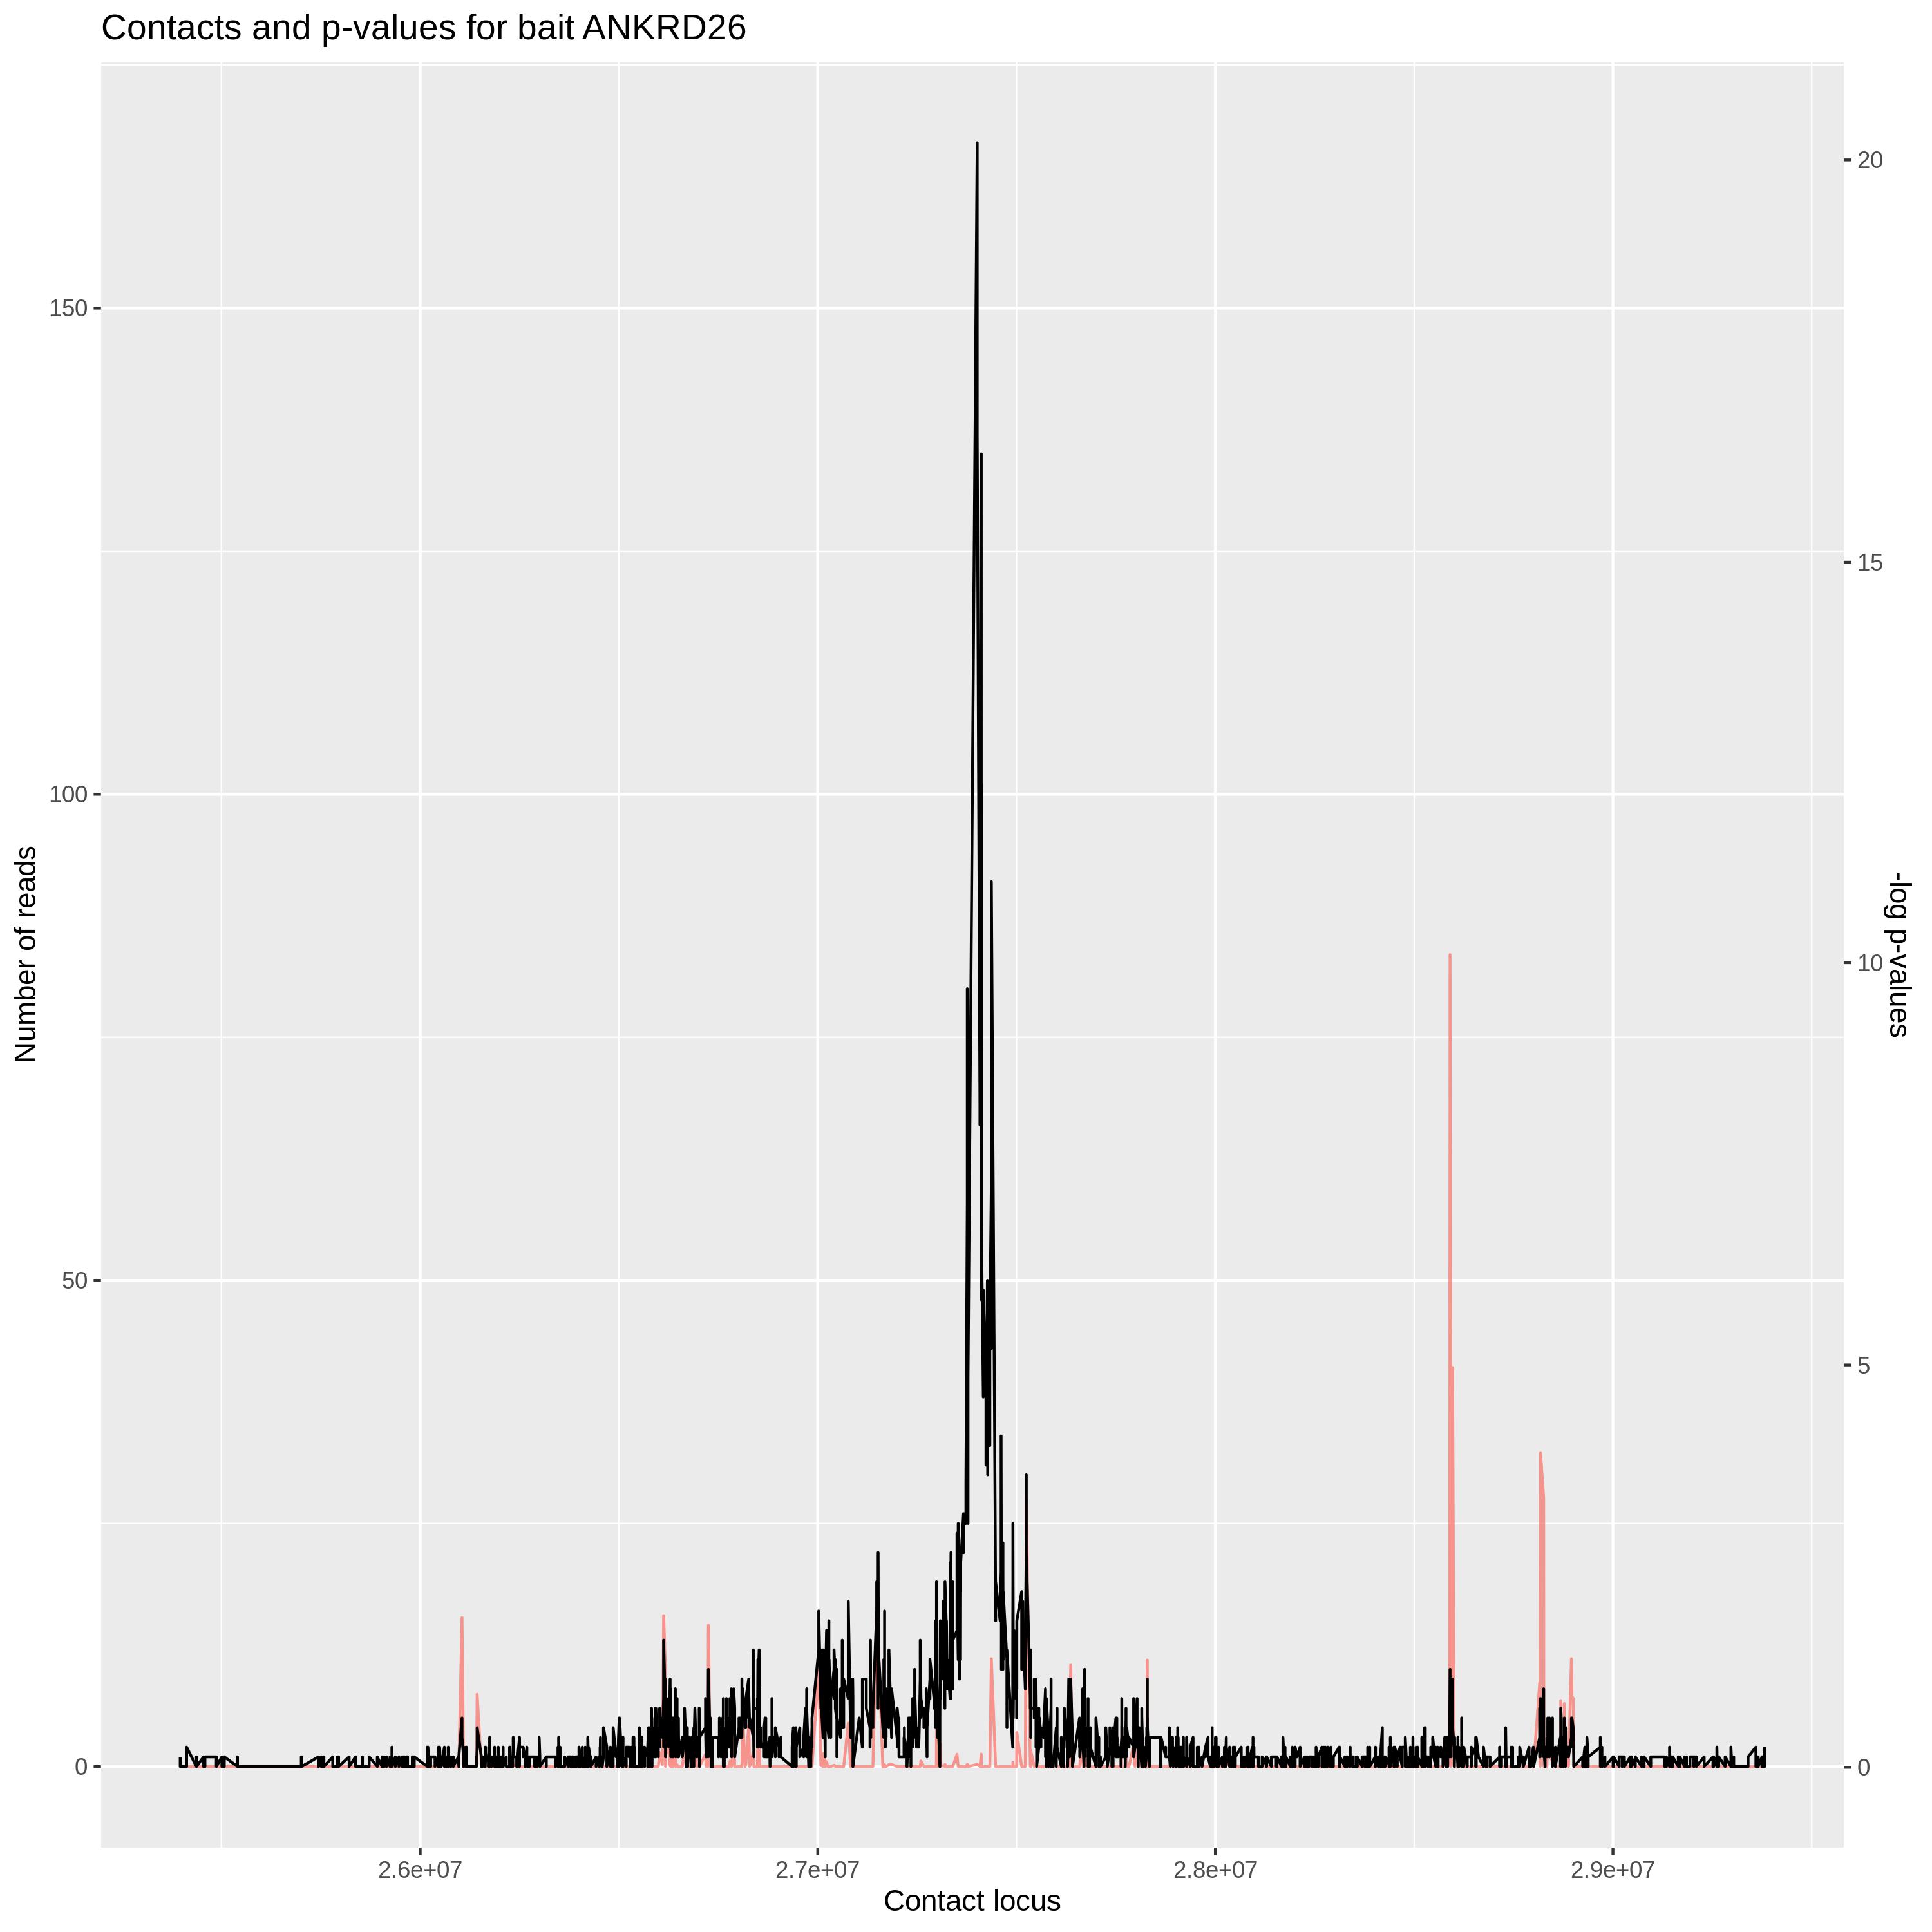 Contacts and p-values for bait ANKRD26
150
100
50
0
Number of reads
20
15
10
5
0
-log p-values
2.6e+07 2.7e+07 2.8e+07 2.9e+07
Contact locus